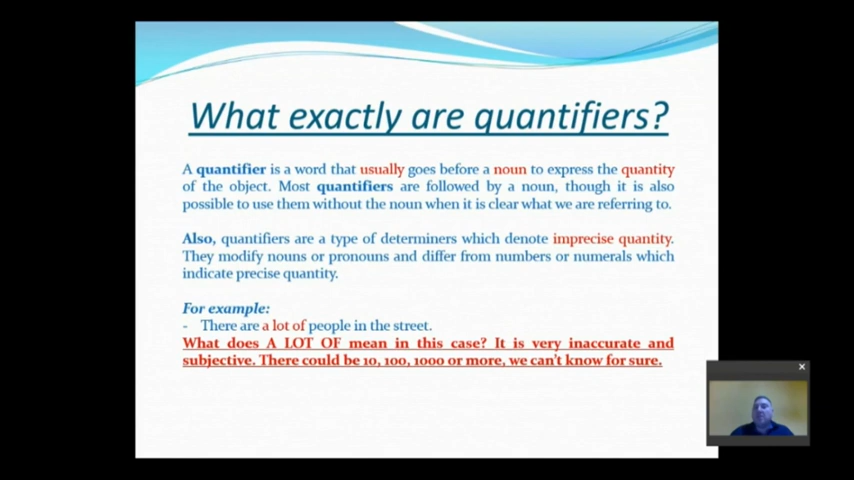 What exactly are quantifiers?
A quantifier is a word that usually goes before a noun to express the quantity
of the object. Most quantifiers are followed by a noun, though it is also
possible to use them without the noun when it is clear what we are referring to.
Also, quantifiers are a type of determiners which denote imprecise quantity.
They modify nouns or pronouns and differ from numbers or numerals which
indicate precise quantity.
For example:
- There are a lot of people in the street.
What does A LOT OF mean in this case? It is very inaccurate and
subjective. There could be 10, 100, 1000 or more, we can't know for sure.